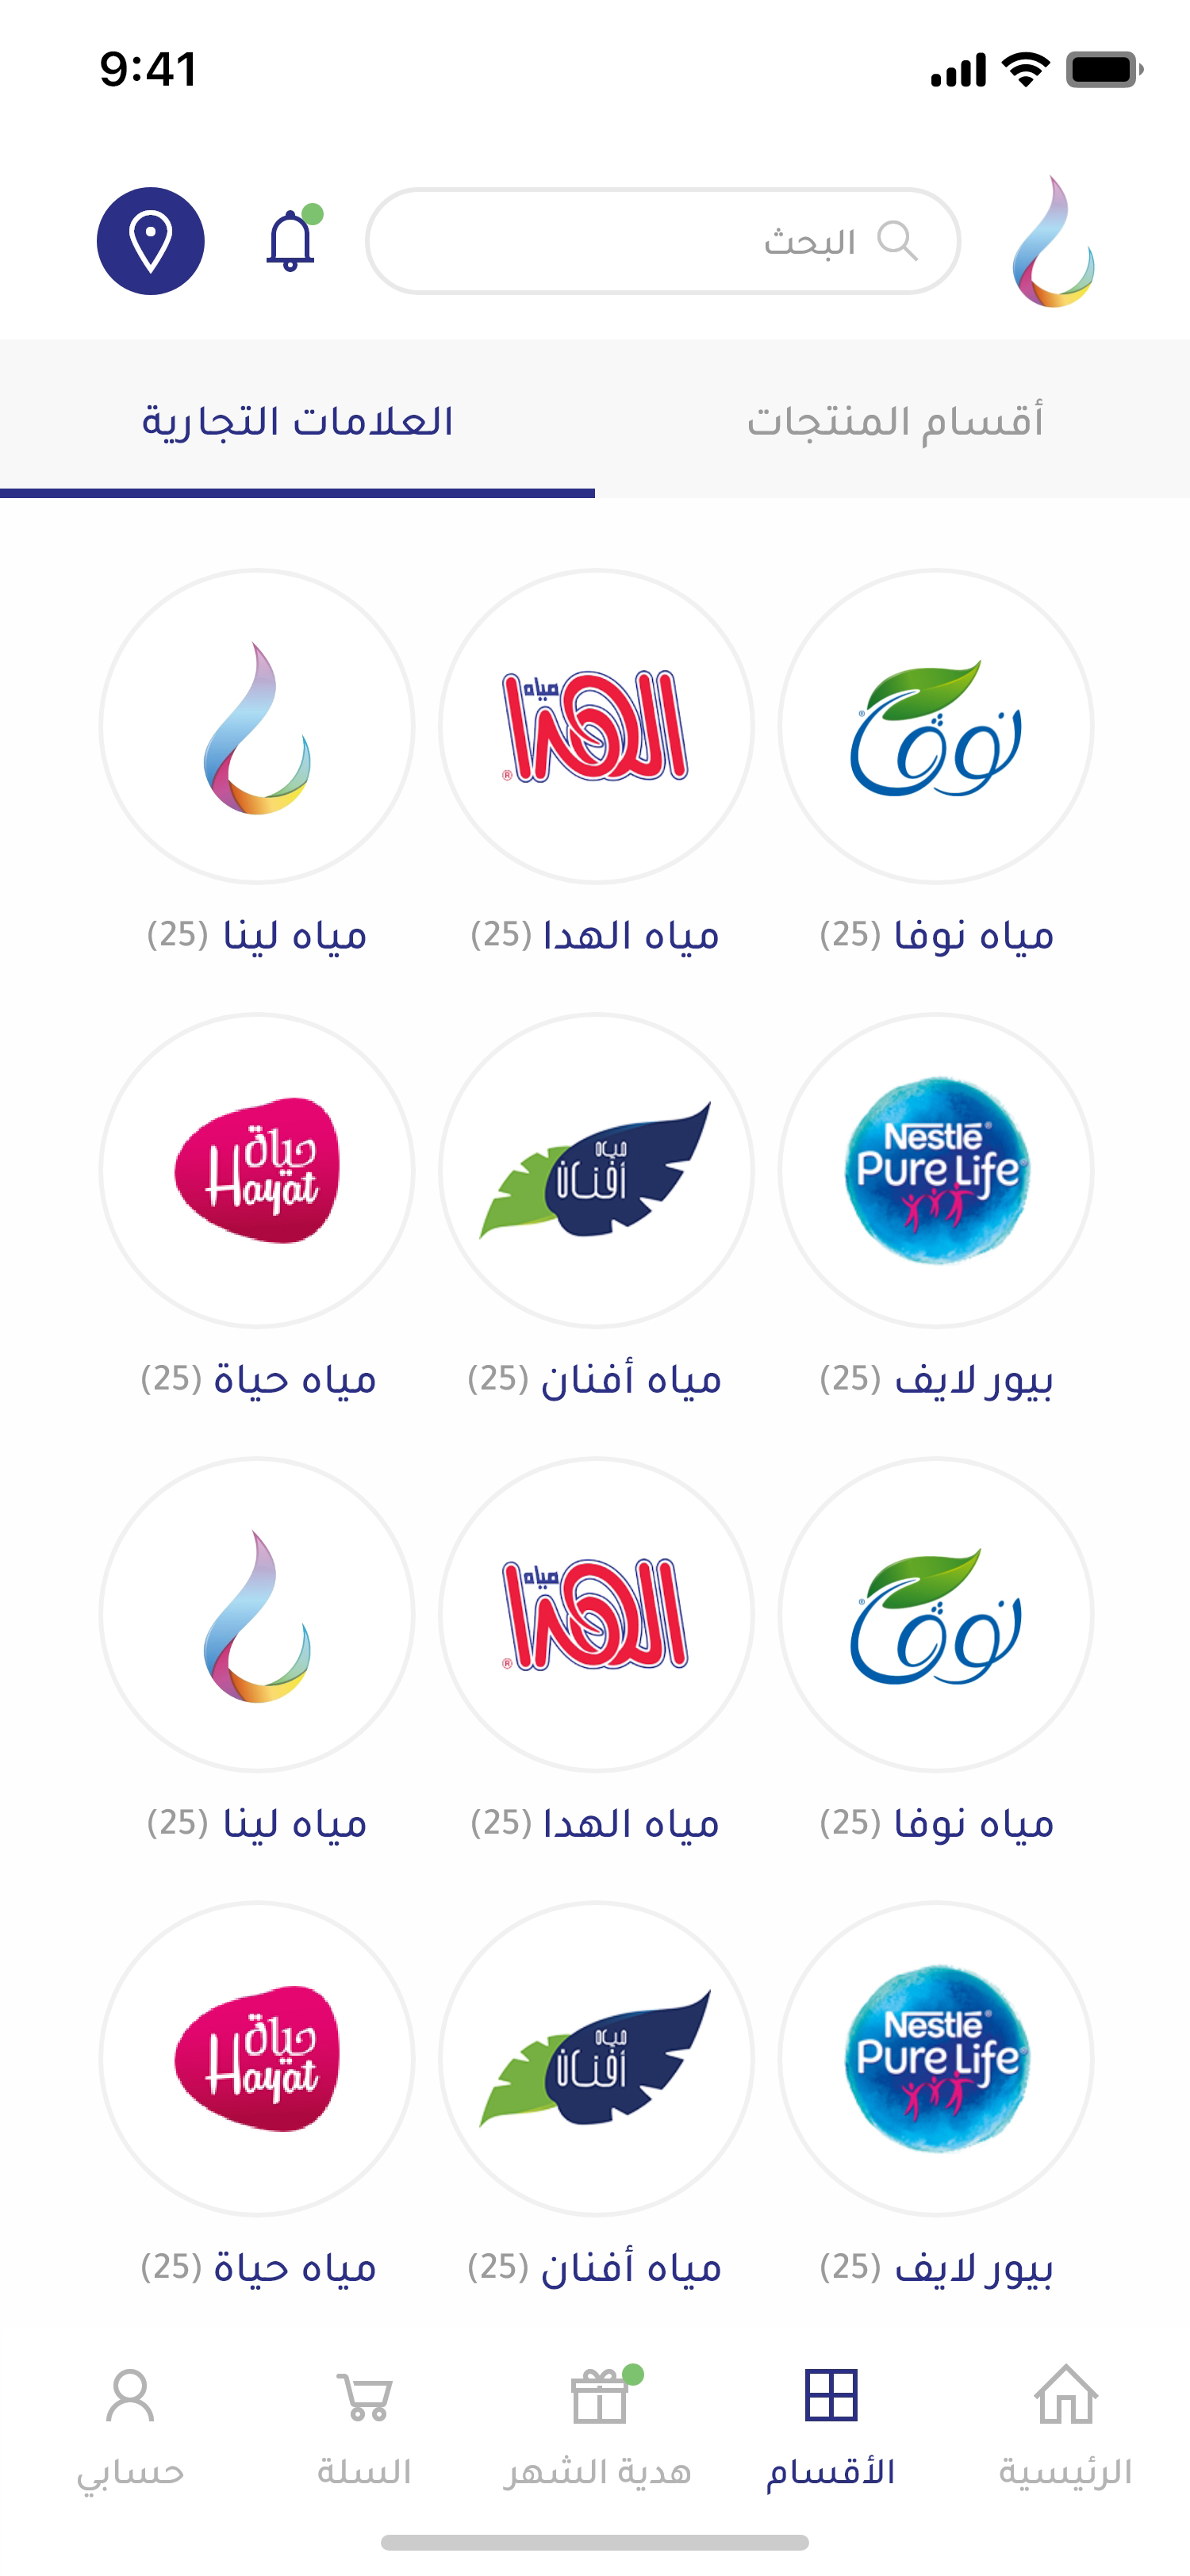 9:41
البحث
أقسام المنتجات
العلامات التجارية
نوڤا
مياه
الهدا
مياه نوفا (25)
مياه الهدا (25)
مياه لينا (25)
Nestlé
Pure Life
مياه
أفنان
حياة
Hayat
بيور لايف (25)
مياه أفنان (25)
مياه حياة (25)
نوڤا
مياه
الهدا
مياه نوفا (25)
مياه الهدا (25)
مياه لينا (25)
Nestlé
Pure Life
مياه
أفنان
حياة
Hayat
بيور لايف (25)
مياه أفنان (25)
مياه حياة (25)
الرئيسية
الأقسام
هدية الشهر
السلة
حسابي